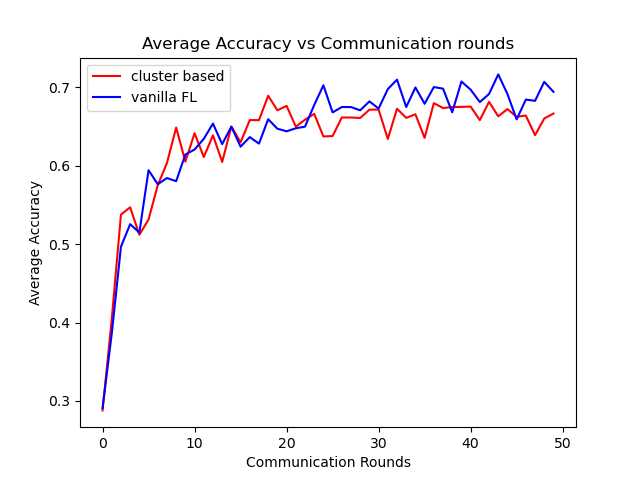 Average Accuracy vs Communication rounds
cluster based
vanilla FL
Average Accuracy
0.7
0.6
0.5
0.4
0.3
0 10 20 30 40 50
Communication Rounds